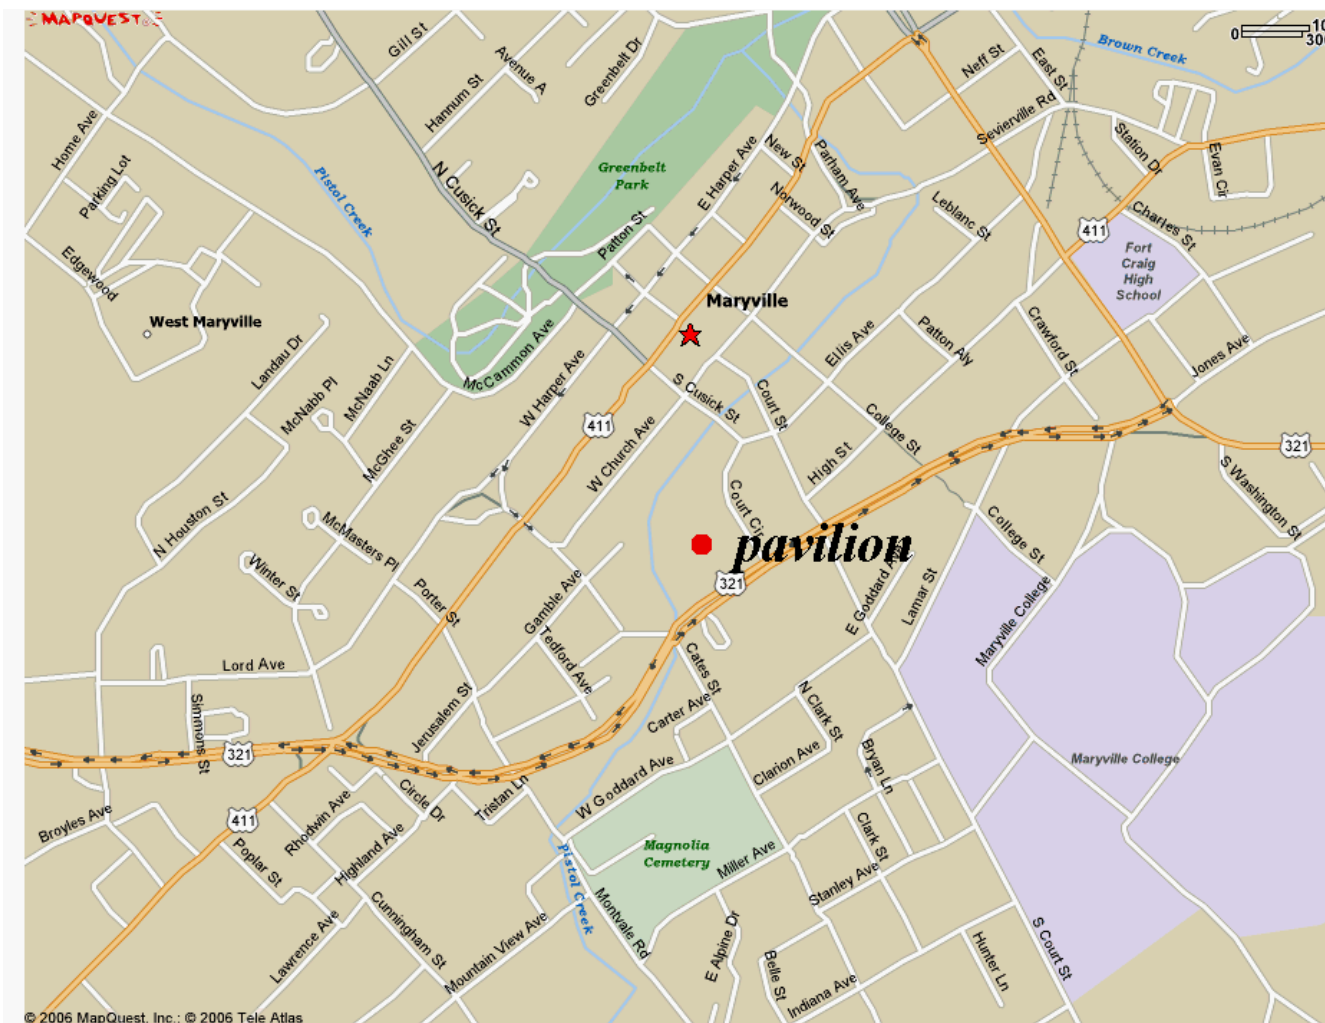 MAPQUEST
Gill St
Avenue A
Greenbelt Dr
Hannum St
Neff St
East St
Brown Creek
0
10
300
Home Ave
Parking Lot
Pistol Creek
N Cusick St
Greenbelt
Park
E Harper Ave
New St
Parham Ave
Norwood St
Sevierville Rd
Station Dr
Evan Cir
Leblanc St
Charles St
411
Fort
Craig
High
School
Patton St
Edgewood
West Maryville
Landau Dr
McNabb Pl
McNaab Ln
McCammon Ave
W Harper Ave
Maryville
Ellis Ave
Patton Aly
Crawford St
Jones Ave
McGhee St
411
S Cusick St
Court St
College St
W Church Ave
High St
321
S Washington St
N Houston St
McMasters Pl
Court Cir
pavilion
321
College St
Winter St
Porter St
Gamble Ave
Tedford Ave
E Goddard Ave
Lamar St
Maryville College
Lord Ave
Simmons St
Jerusalem St
Cates St
Carter Ave
N Clark St
321
Clarion Ave
Bryan Ln
Maryville College
W Goddard Ave
Tristan Ln
Circle Dr
Broyles Ave
411
Rhodwin Ave
Highland Ave
Poplar St
Magnolia
Cemetery
Miller Ave
Clark St
Stanley Ave
Pistol Creek
Montvale Rd
Cunningham St
Lawrence Ave
Mountain View Ave
E Alpine Dr
Belle St
Indiana Ave
Hunter Ln
S Court St
© 2006 MapQuest, Inc.; © 2006 Tele Atlas